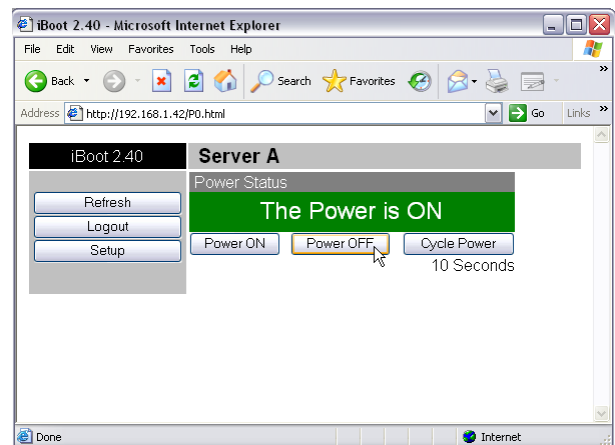 iBoot 2.40 - Microsoft Internet Explorer
File Edit View Favorites Tools Help
Back Search Favorites »
Address http://192.168.1.42/P0.html Go Links »
iBoot 2.40 Server A
Power Status
The Power is ON
Refresh
Logout
Setup
Power ON Power OFF Cycle Power
10 Seconds
Done Internet